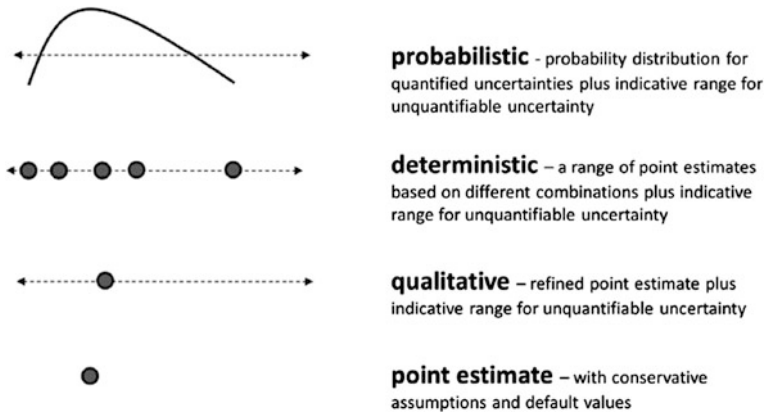 probabilistic - probability distribution for
quantified uncertainties plus indicative range for
unquantifiable uncertainty
deterministic – a range of point estimates
based on different combinations plus indicative
range for unquantifiable uncertainty
qualitative – refined point estimate plus
indicative range for unquantifiable uncertainty
point estimate – with conservative
assumptions and default values